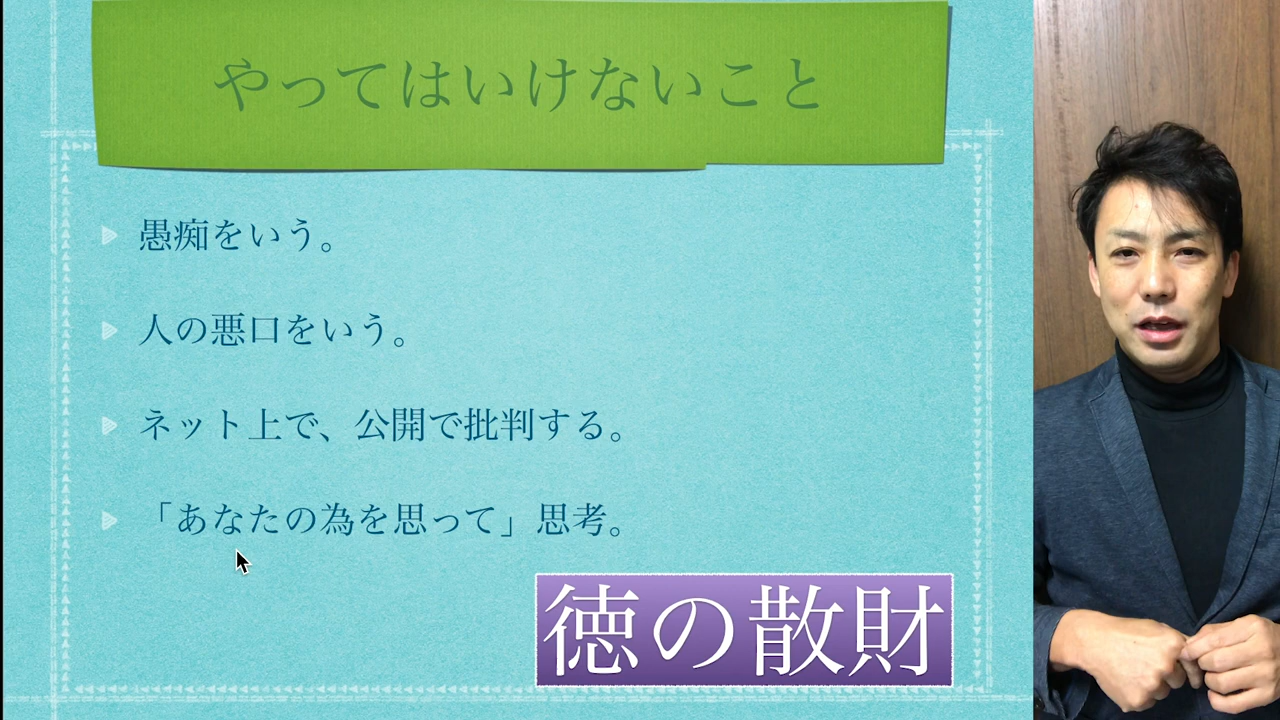 やってはいけないこと
愚痴をいう。
人の悪口をいう。
ネット上で、公開で批判する。
「あなたの為を思って」思考。
徳の散財